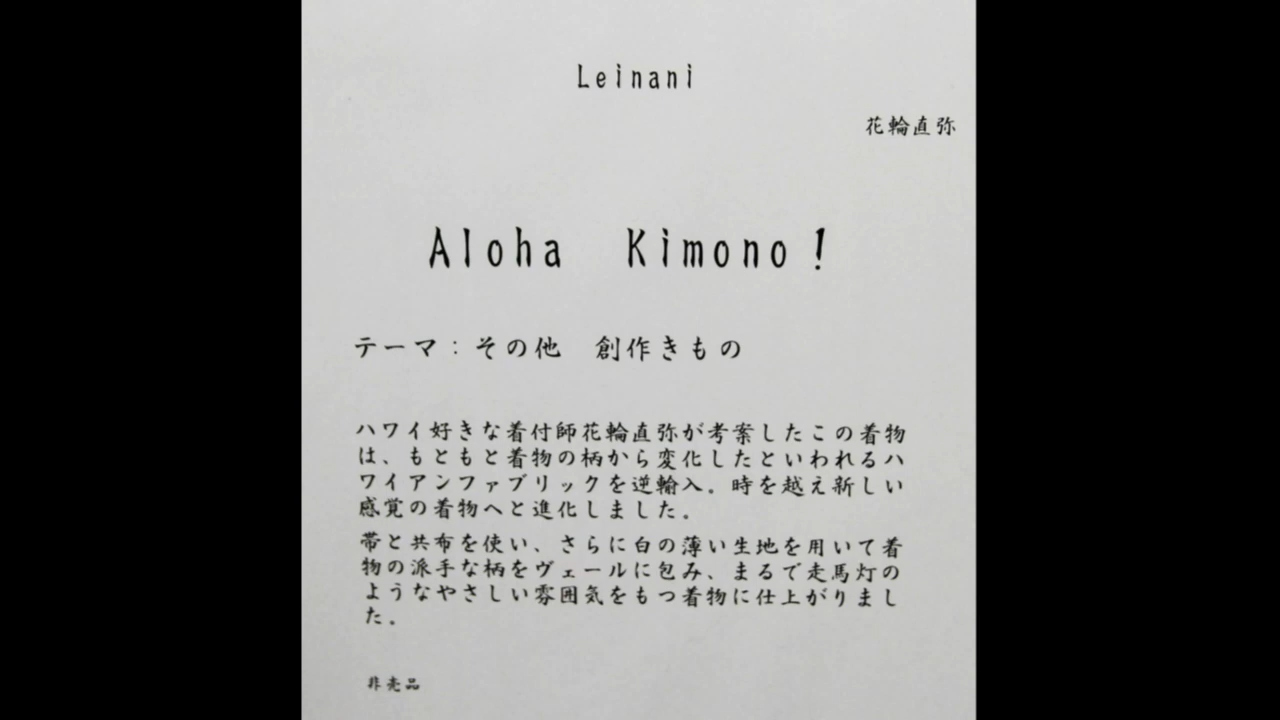 Leinani
花輪直弥
Aloha　Kimono！
テーマ：その他　創作きもの
ハワイ好きな着付師花輪直弥が考案したこの着物
は、もともと着物の柄から変化したといわれるハ
ワイアンファブリックを逆輸入。時を越え新しい
感覚の着物へと進化しました。
帯と共布を使い、さらに白の薄い生地を用いて着
物の派手な柄をヴェールに包み、まるで走馬灯の
ようなやさしい雰囲気をもつ着物に仕上がりまし
た。
非売品